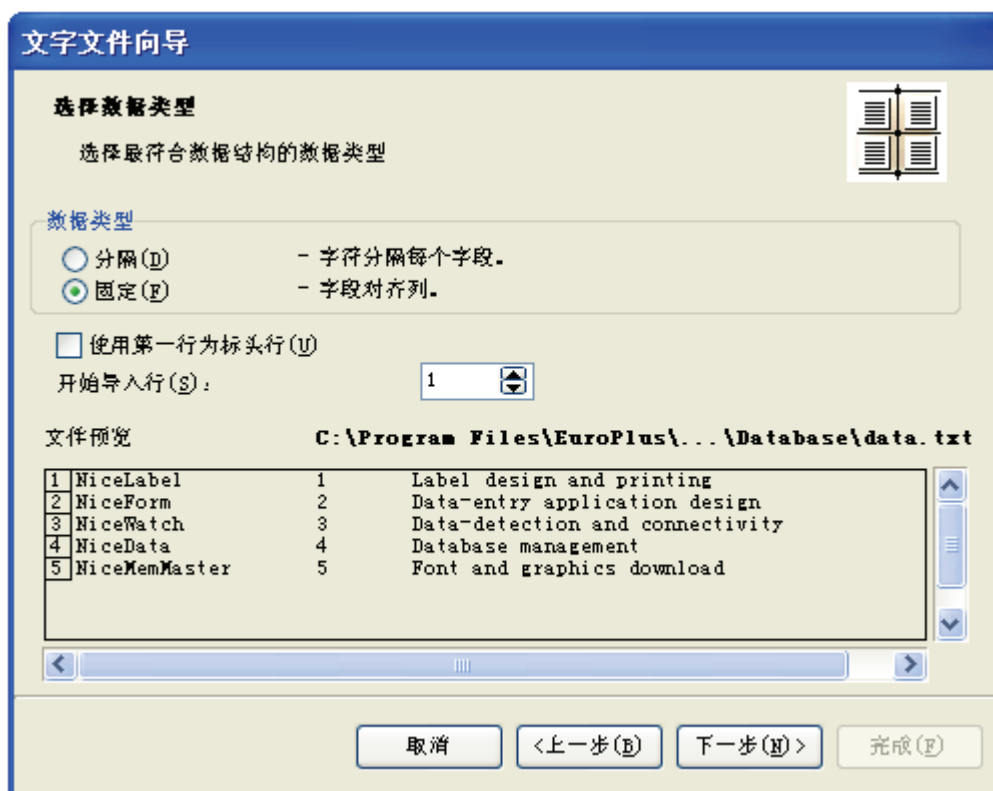 文字文件向导
选择数据类型
选择最符合数据结构的数据类型
数据类型
分隔(D) - 字符分隔每个字段。
固定(F) - 字段对齐列。
使用第一行为标头行(U)
开始导入行(S): 1
文件预览 C:\Program Files\EuroPlus\...\Database\data.txt
1 NiceLabel 1 Label design and printing
2 NiceForm 2 Data-entry application design
3 NiceWatch 3 Data-detection and connectivity
4 NiceData 4 Database management
5 NiceMemMaster 5 Font and graphics download
取消 <上一步(B) 下一步(N)> 完成(F)